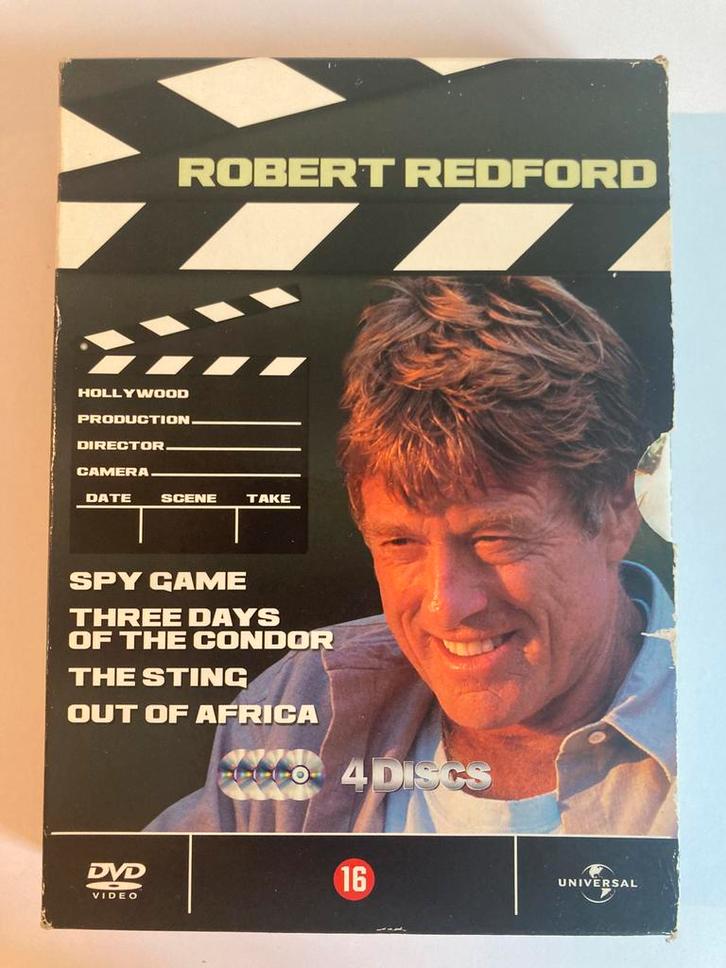 ROBERT REDFORD
HOLLYWOOD
PRODUCTION
DIRECTOR
CAMERA
DATE SCENE TAKE
SPY GAME
THREE DAYS
OF THE CONDOR
THE STING
OUT OF AFRICA
4 DISCS
DVD
VIDEO
16
UNIVERSAL